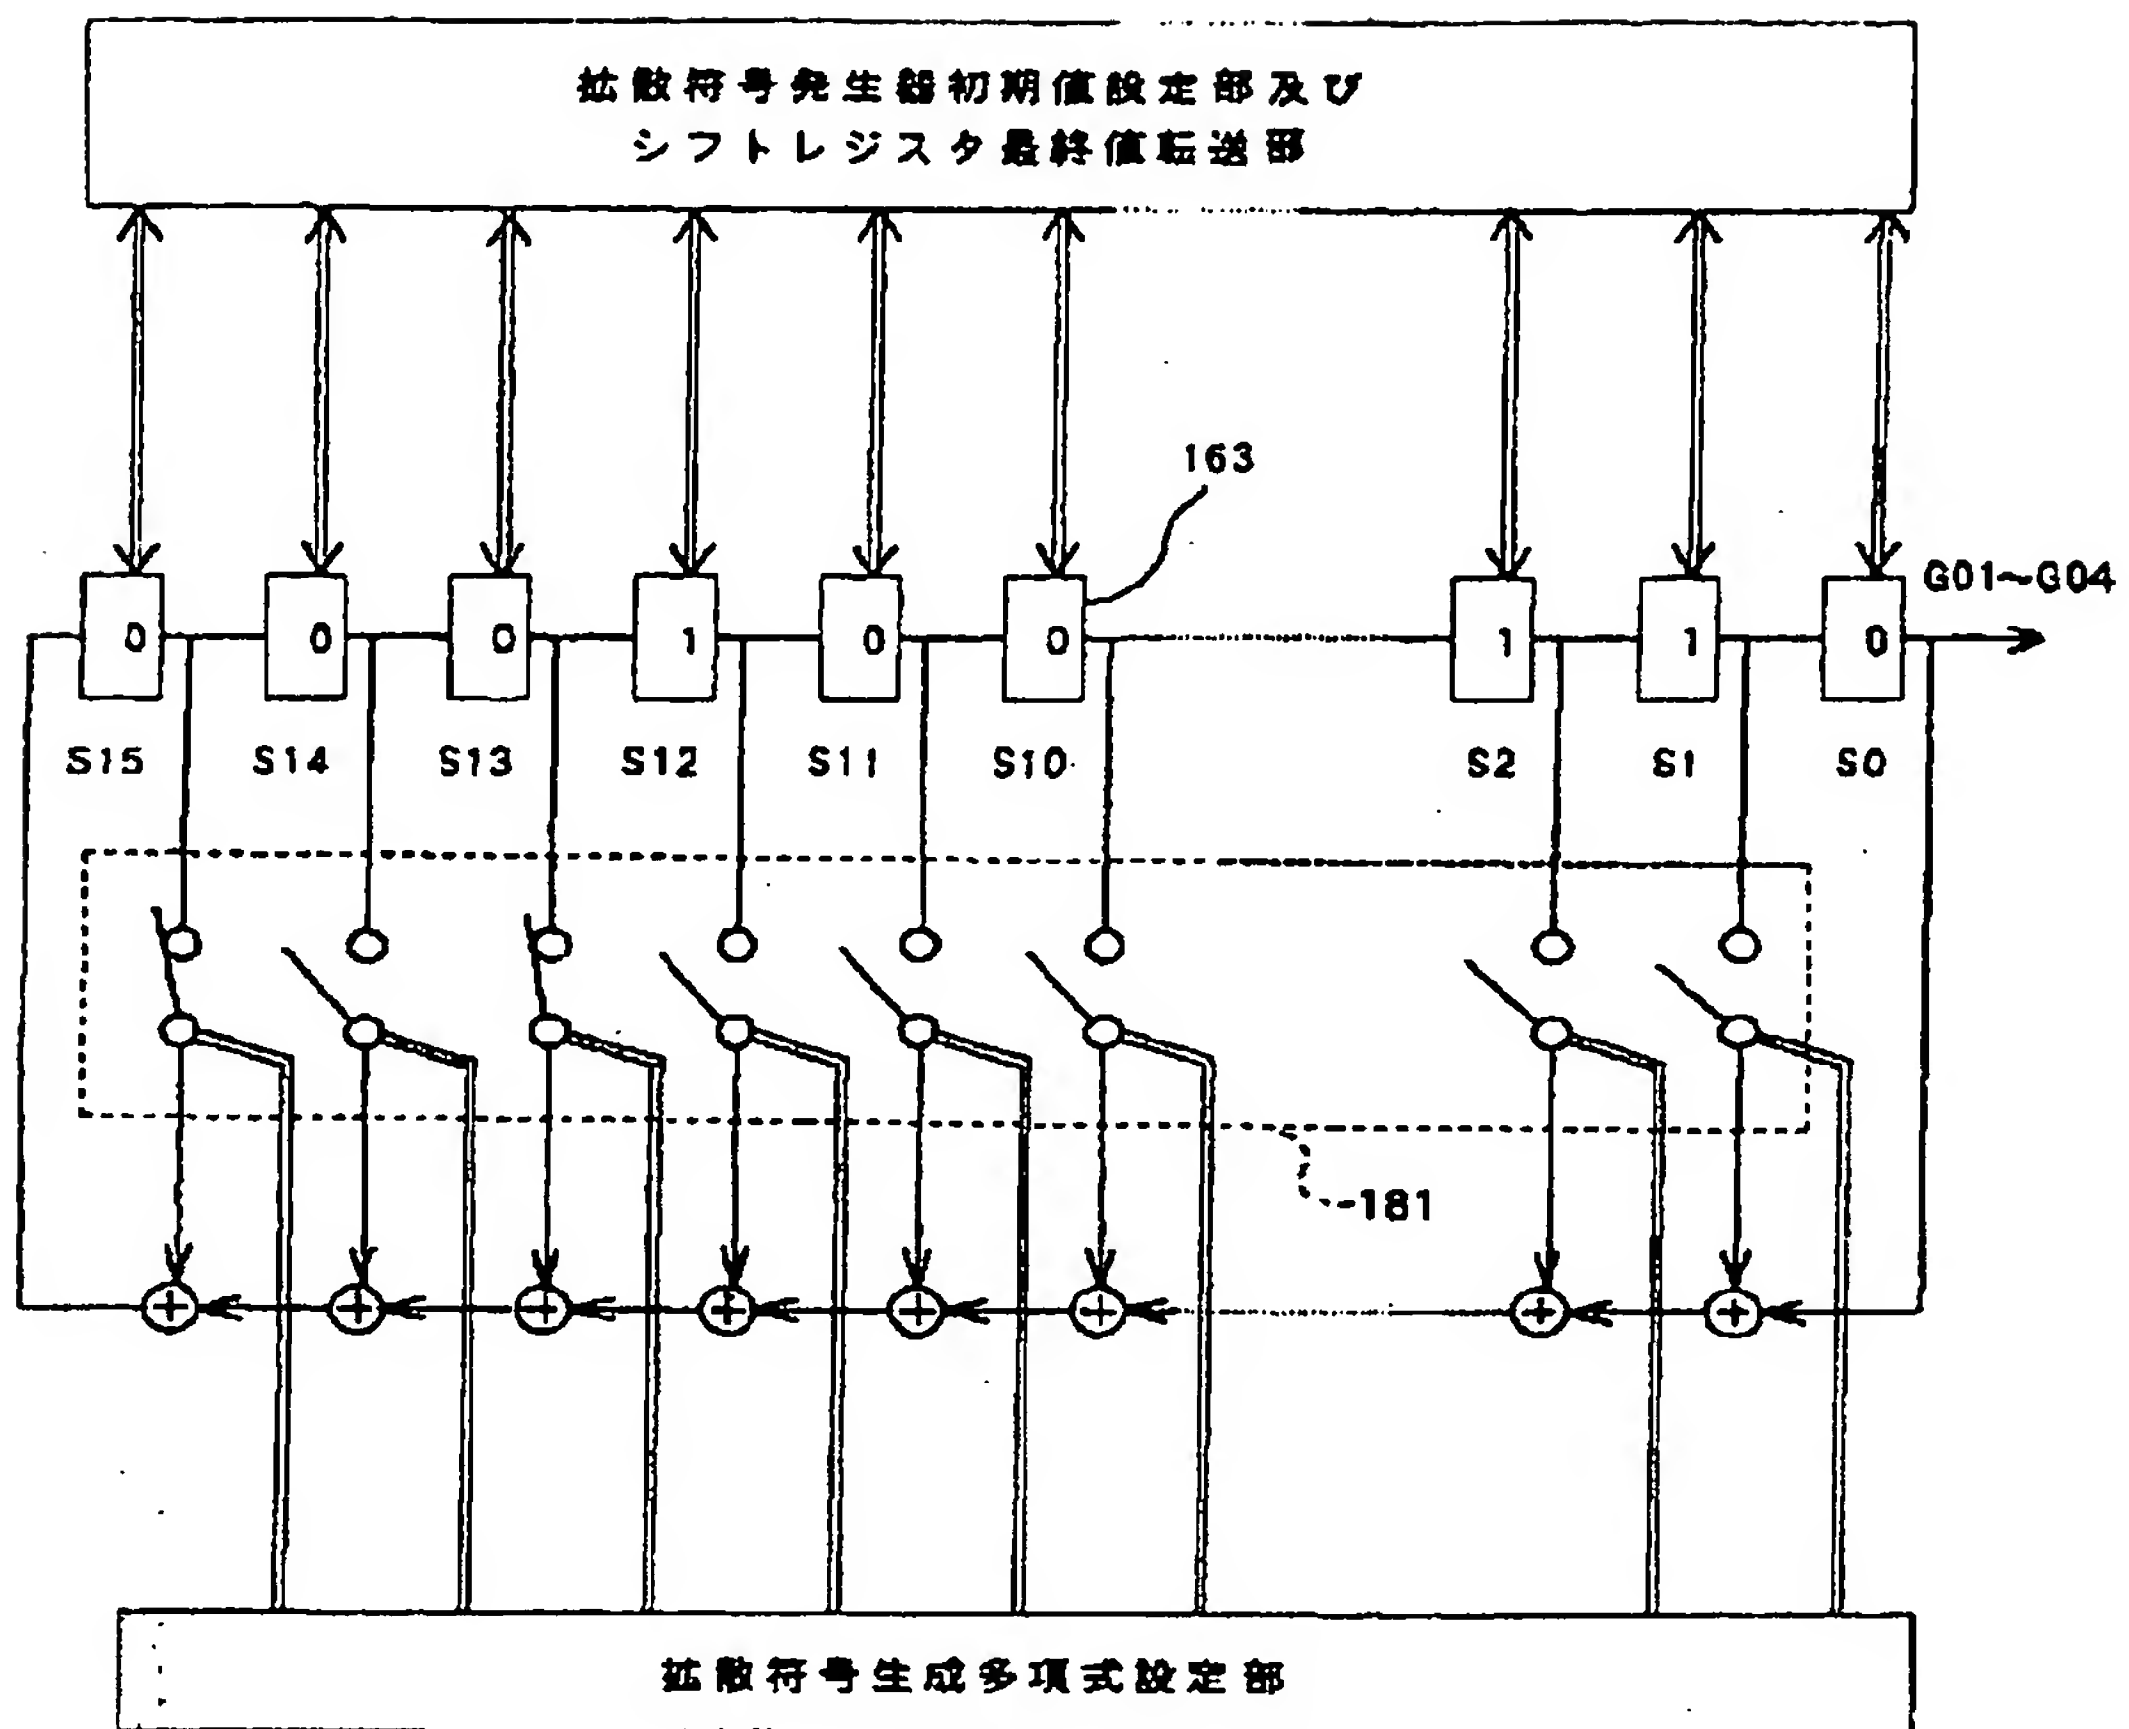 拡散符号発生器初期値設定部及び
シフトレジスタ最終値転送部
163
G01～G04
0 0 0 1 0 0 1 1 0
S15 S14 S13 S12 S11 S10 S2 S1 S0
181
拡散符号生成多項式設定部